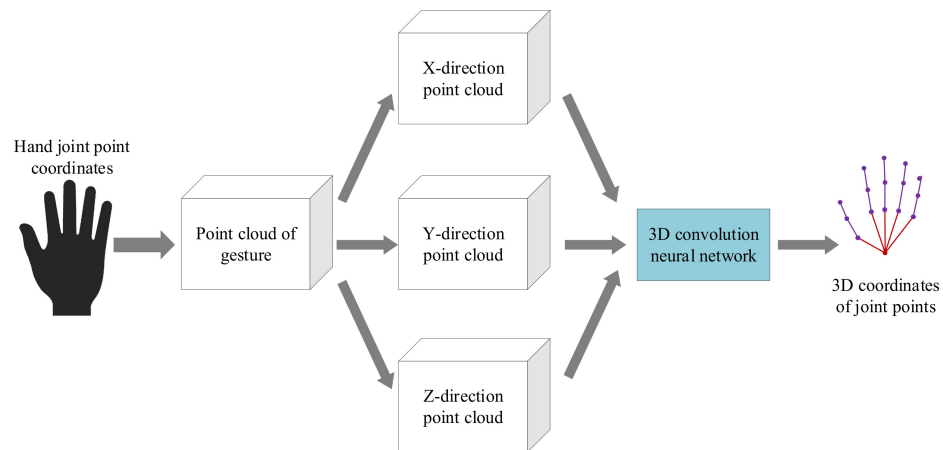 Hand joint point
coordinates
Point cloud of
gesture
X-direction
point cloud
Y-direction
point cloud
Z-direction
point cloud
3D convolution
neural network
3D coordinates
of joint points